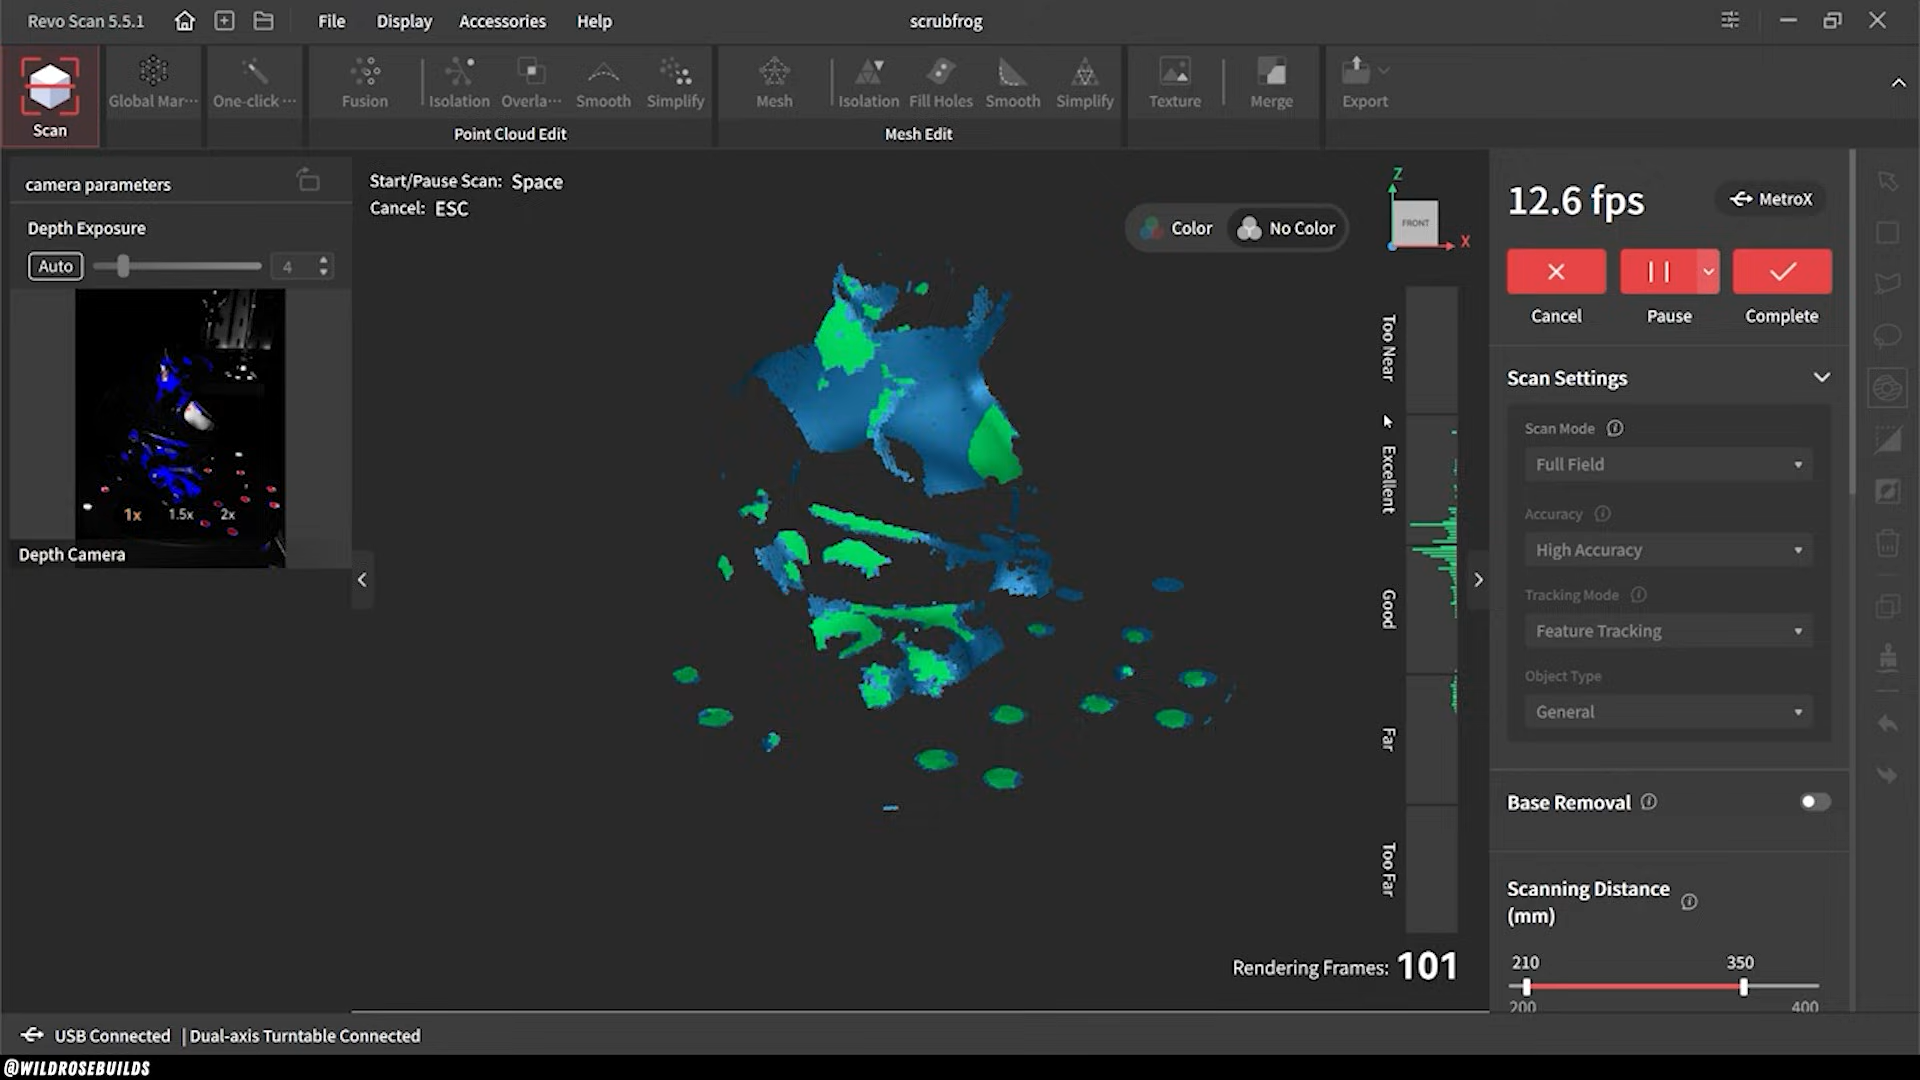 Revo Scan 5.5.1
File
Display
Accessories
Help
scrubfrog
Scan
Global Mar···
One-click ···
Fusion
Isolation
Overla···
Smooth
Simplify
Point Cloud Edit
Mesh
Isolation
Fill Holes
Smooth
Simplify
Mesh Edit
Texture
Merge
Export
camera parameters
Depth Exposure
Auto
4
1x
1.5x
2x
Depth Camera
Start/Pause Scan: Space
Cancel: ESC
Color
No Color
Z
FRONT
X
Too Near
Excellent
Good
Far
Too Far
Rendering Frames: 101
12.6 fps
MetroX
Cancel
Pause
Complete
Scan Settings
Scan Mode
Full Field
Accuracy
High Accuracy
Tracking Mode
Feature Tracking
Object Type
General
Base Removal
Scanning Distance
(mm)
210
350
200
400
USB Connected | Dual-axis Turntable Connected
@WILDROSEBUILDS